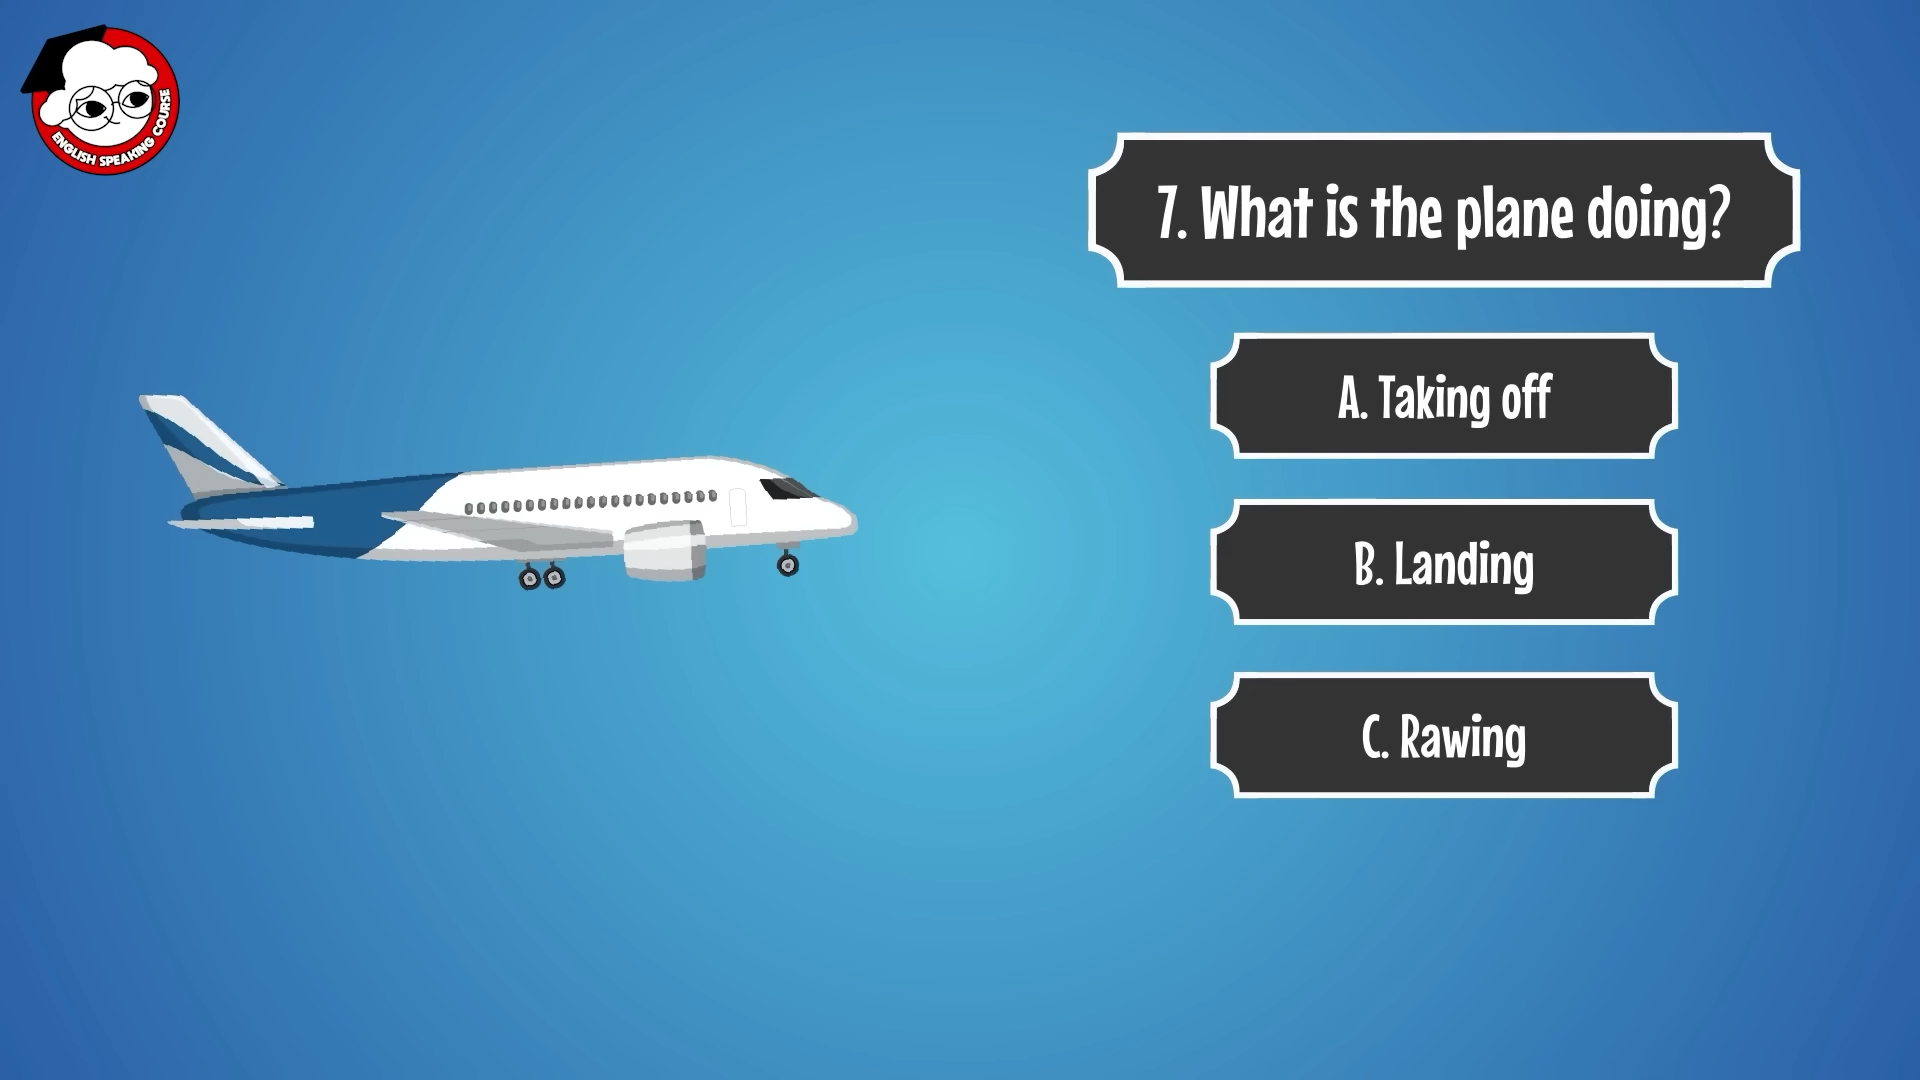 ENGLISH SPEAKING COURSE
7. What is the plane doing?
A. Taking off
B. Landing
C. Rawing